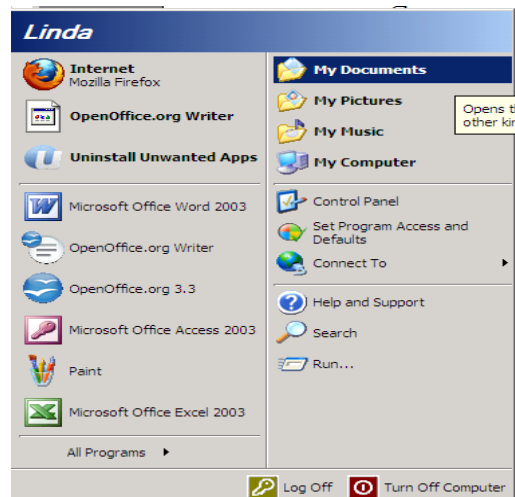 Linda
Internet
Mozilla Firefox
OpenOffice.org Writer
Uninstall Unwanted Apps
Microsoft Office Word 2003
OpenOffice.org Writer
OpenOffice.org 3.3
Microsoft Office Access 2003
Paint
Microsoft Office Excel 2003
All Programs
My Documents
My Pictures
Opens t
other kin
My Music
My Computer
Control Panel
Set Program Access and
Defaults
Connect To
Help and Support
Search
Run...
Log Off
Turn Off Computer